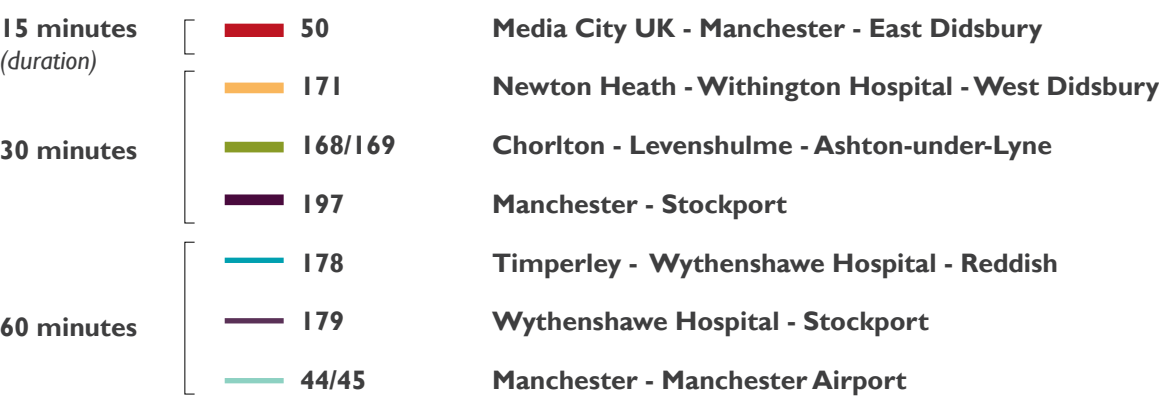 15 minutes
(duration)
50 Media City UK - Manchester - East Didsbury
171 Newton Heath - Withington Hospital - West Didsbury
30 minutes
168/169 Chorlton - Levenshulme - Ashton-under-Lyne
197 Manchester - Stockport
178 Timperley - Wythenshawe Hospital - Reddish
60 minutes
179 Wythenshawe Hospital - Stockport
44/45 Manchester - Manchester Airport